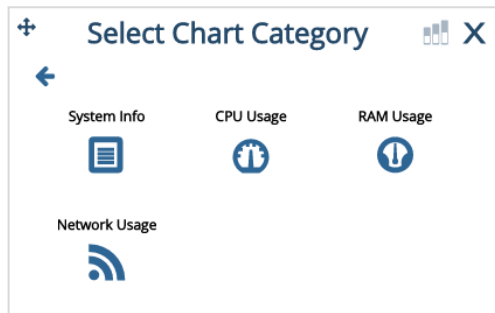 Select Chart Category X
System Info CPU Usage RAM Usage
Network Usage